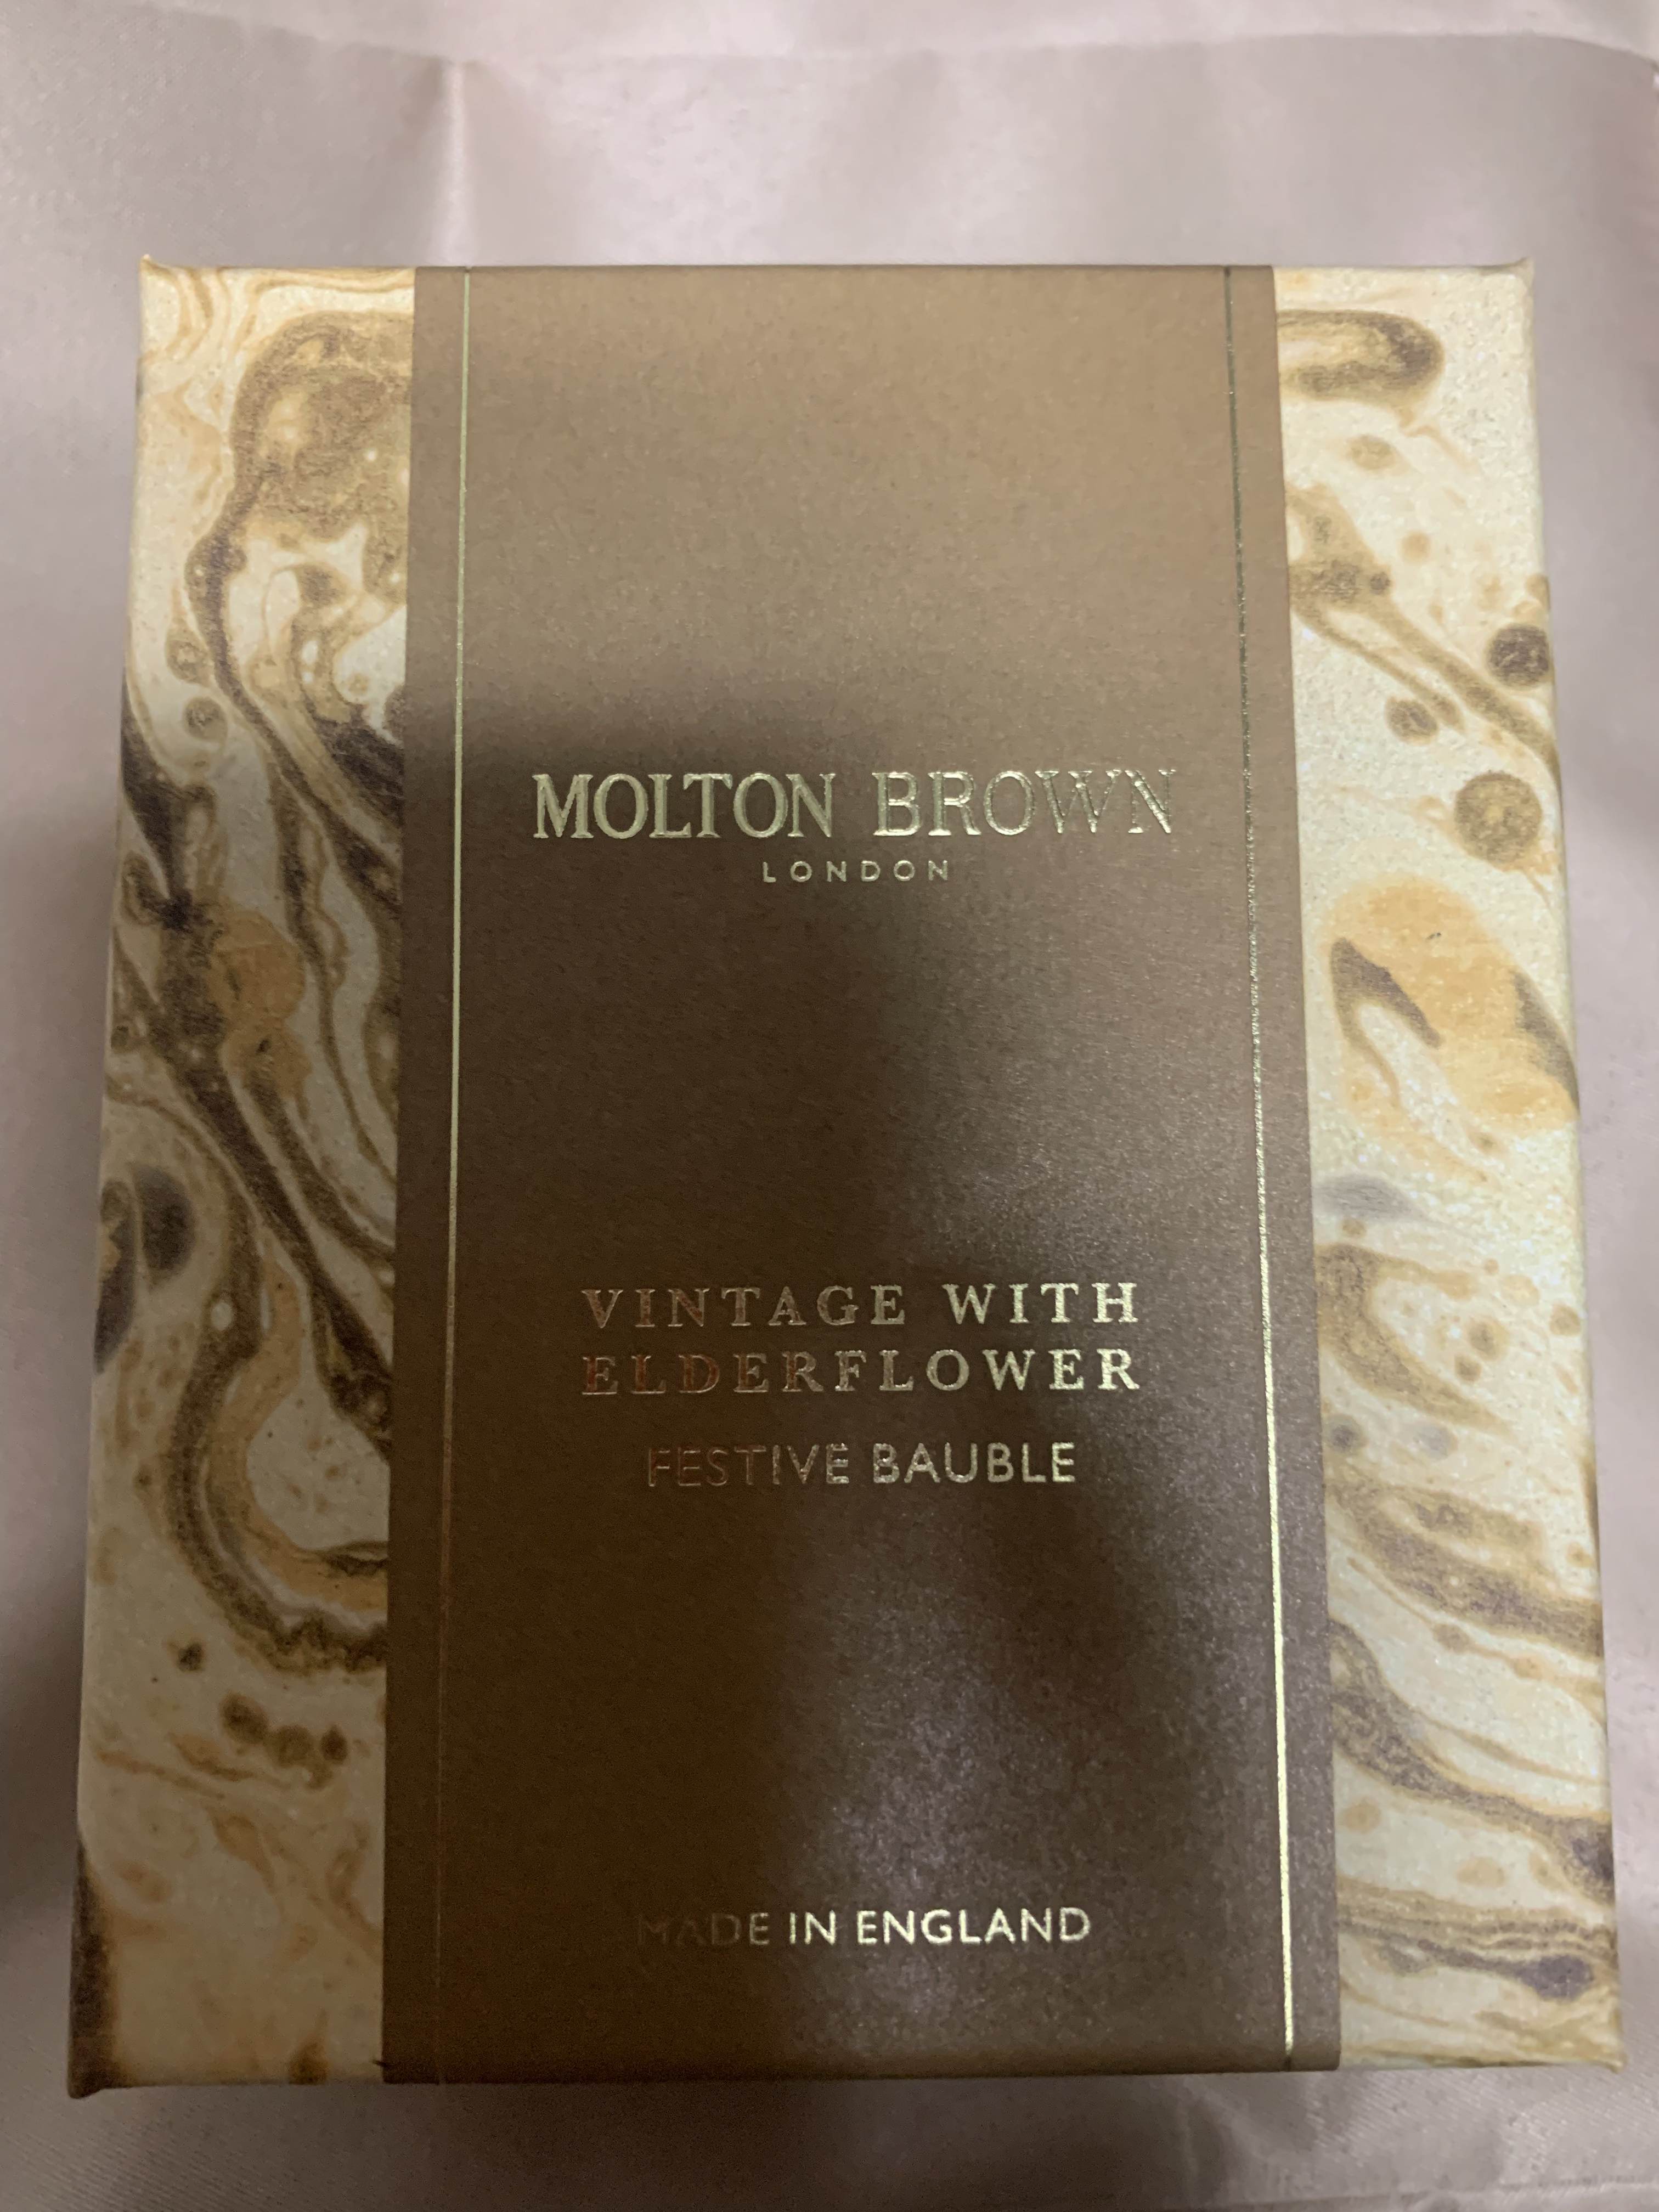 MOLTON BROWN
LONDON
VINTAGE WITH
ELDERFLOWER
FESTIVE BAUBLE
MADE IN ENGLAND